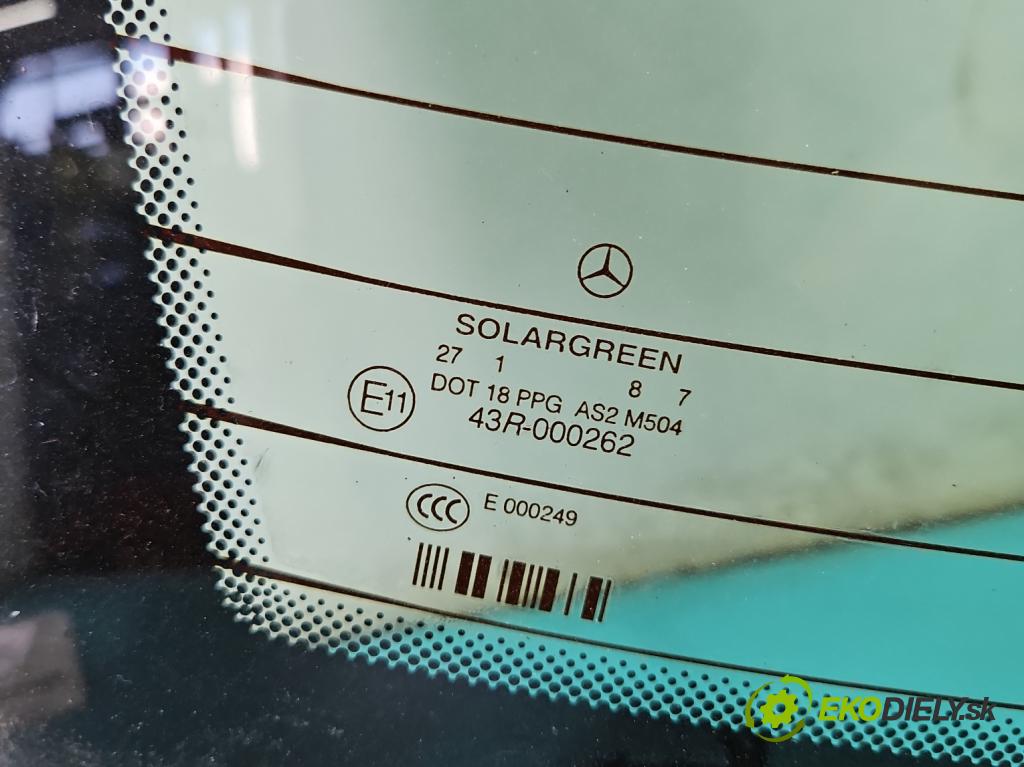 SOLARGREEN
27 1 8 7
E11 DOT 18 PPG AS2 M504
43R-000262
CCC E 000249
EKODIELY.sk